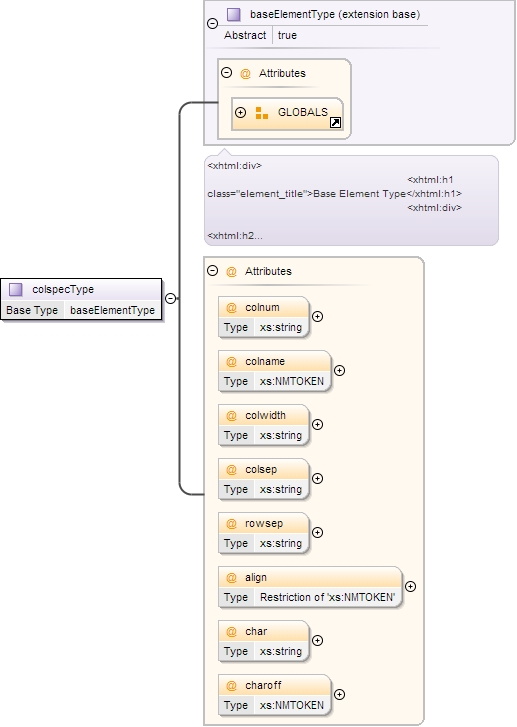 baseElementType (extension base)
Abstract true
@ Attributes
GLOBALS
<xhtml:div>
<xhtml:h1
class="element_title">Base Element Type</xhtml:h1>
<xhtml:div>
<xhtml:h2...
colspecType
Base Type baseElementType
@ Attributes
@ colnum
Type xs:string
@ colname
Type xs:NMTOKEN
@ colwidth
Type xs:string
@ colsep
Type xs:string
@ rowsep
Type xs:string
@ align
Type Restriction of 'xs:NMTOKEN'
@ char
Type xs:string
@ charoff
Type xs:NMTOKEN